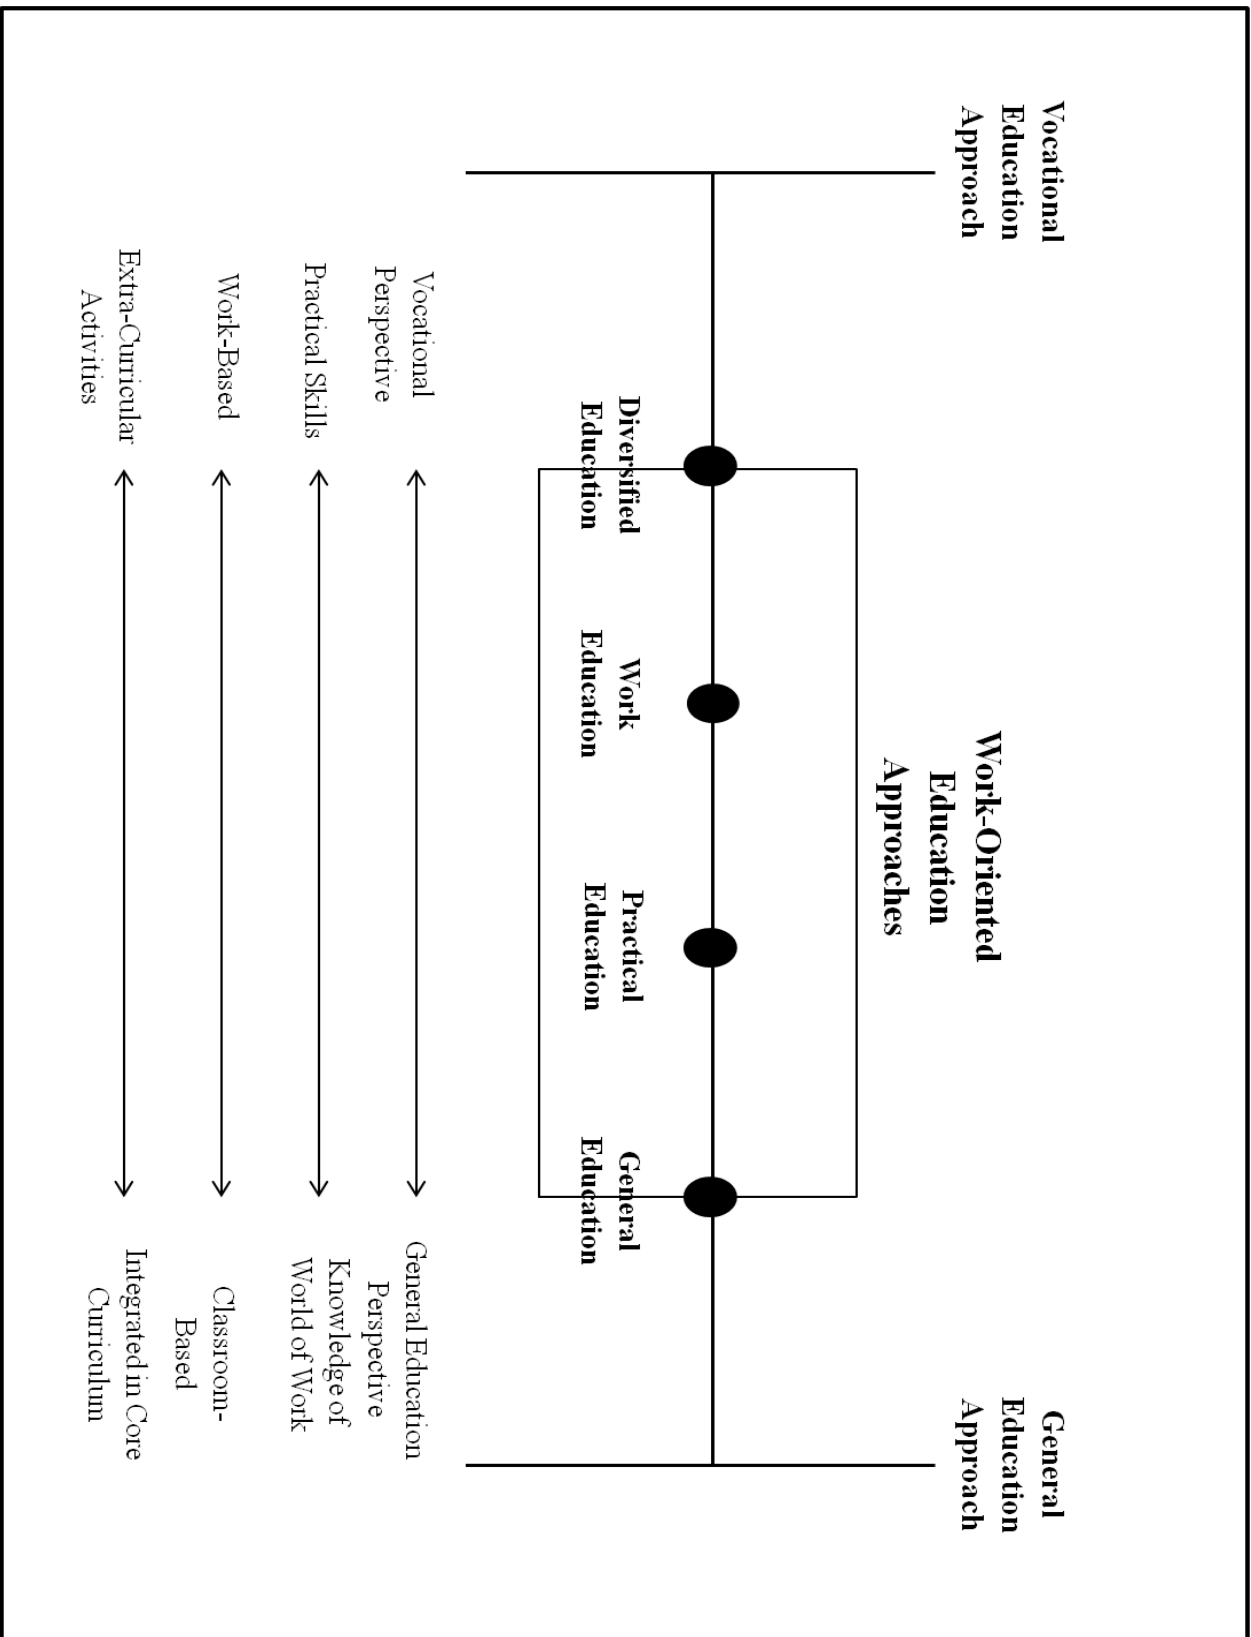 Vocational
Education
Approach
Work-Oriented
Education
Approaches
General
Education
Approach
Diversified
Education
Work
Education
Practical
Education
General
Education
Vocational
Perspective
General Education
Perspective
Practical Skills
Knowledge of
World of Work
Work-Based
Classroom-
Based
Extra-Curricular
Activities
Integrated in Core
Curriculum